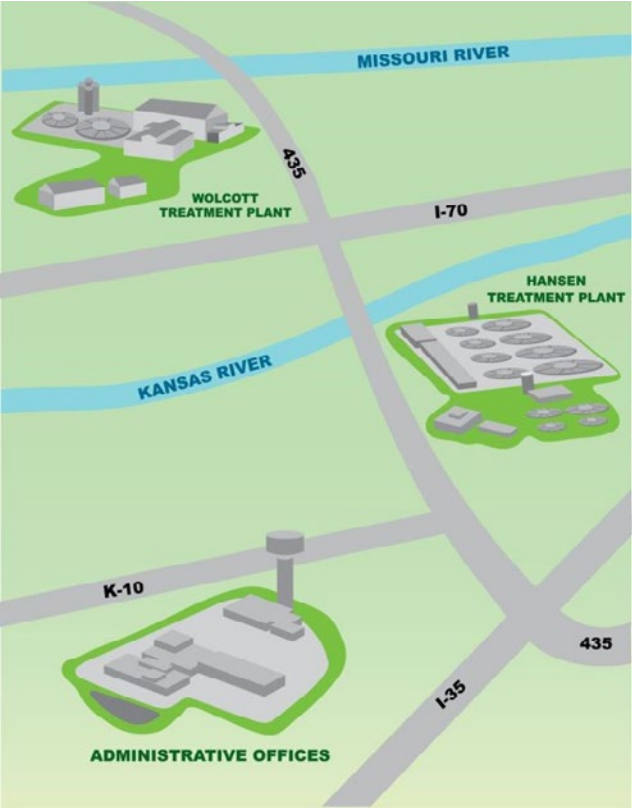 MISSOURI RIVER
435
WOLCOTT
TREATMENT PLANT
I-70
HANSEN
TREATMENT PLANT
KANSAS RIVER
K-10
435
I-35
ADMINISTRATIVE OFFICES